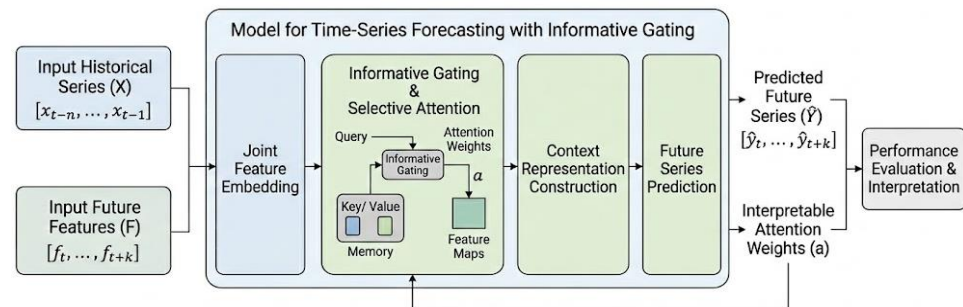 Model for Time-Series Forecasting with Informative Gating
Input Historical
Series (X)
[x_{t-n}, ..., x_{t-1}]
Input Future
Features (F)
[f_t, ..., f_{t+k}]
Joint
Feature
Embedding
Informative Gating
&
Selective Attention
Query
Attention
Weights
Informative
Gating
a
Key/ Value
Memory
Feature
Maps
Context
Representation
Construction
Future
Series
Prediction
Predicted
Future
Series (Ŷ)
[ŷ_t, ..., ŷ_{t+k}]
Interpretable
Attention
Weights (a)
Performance
Evaluation &
Interpretation